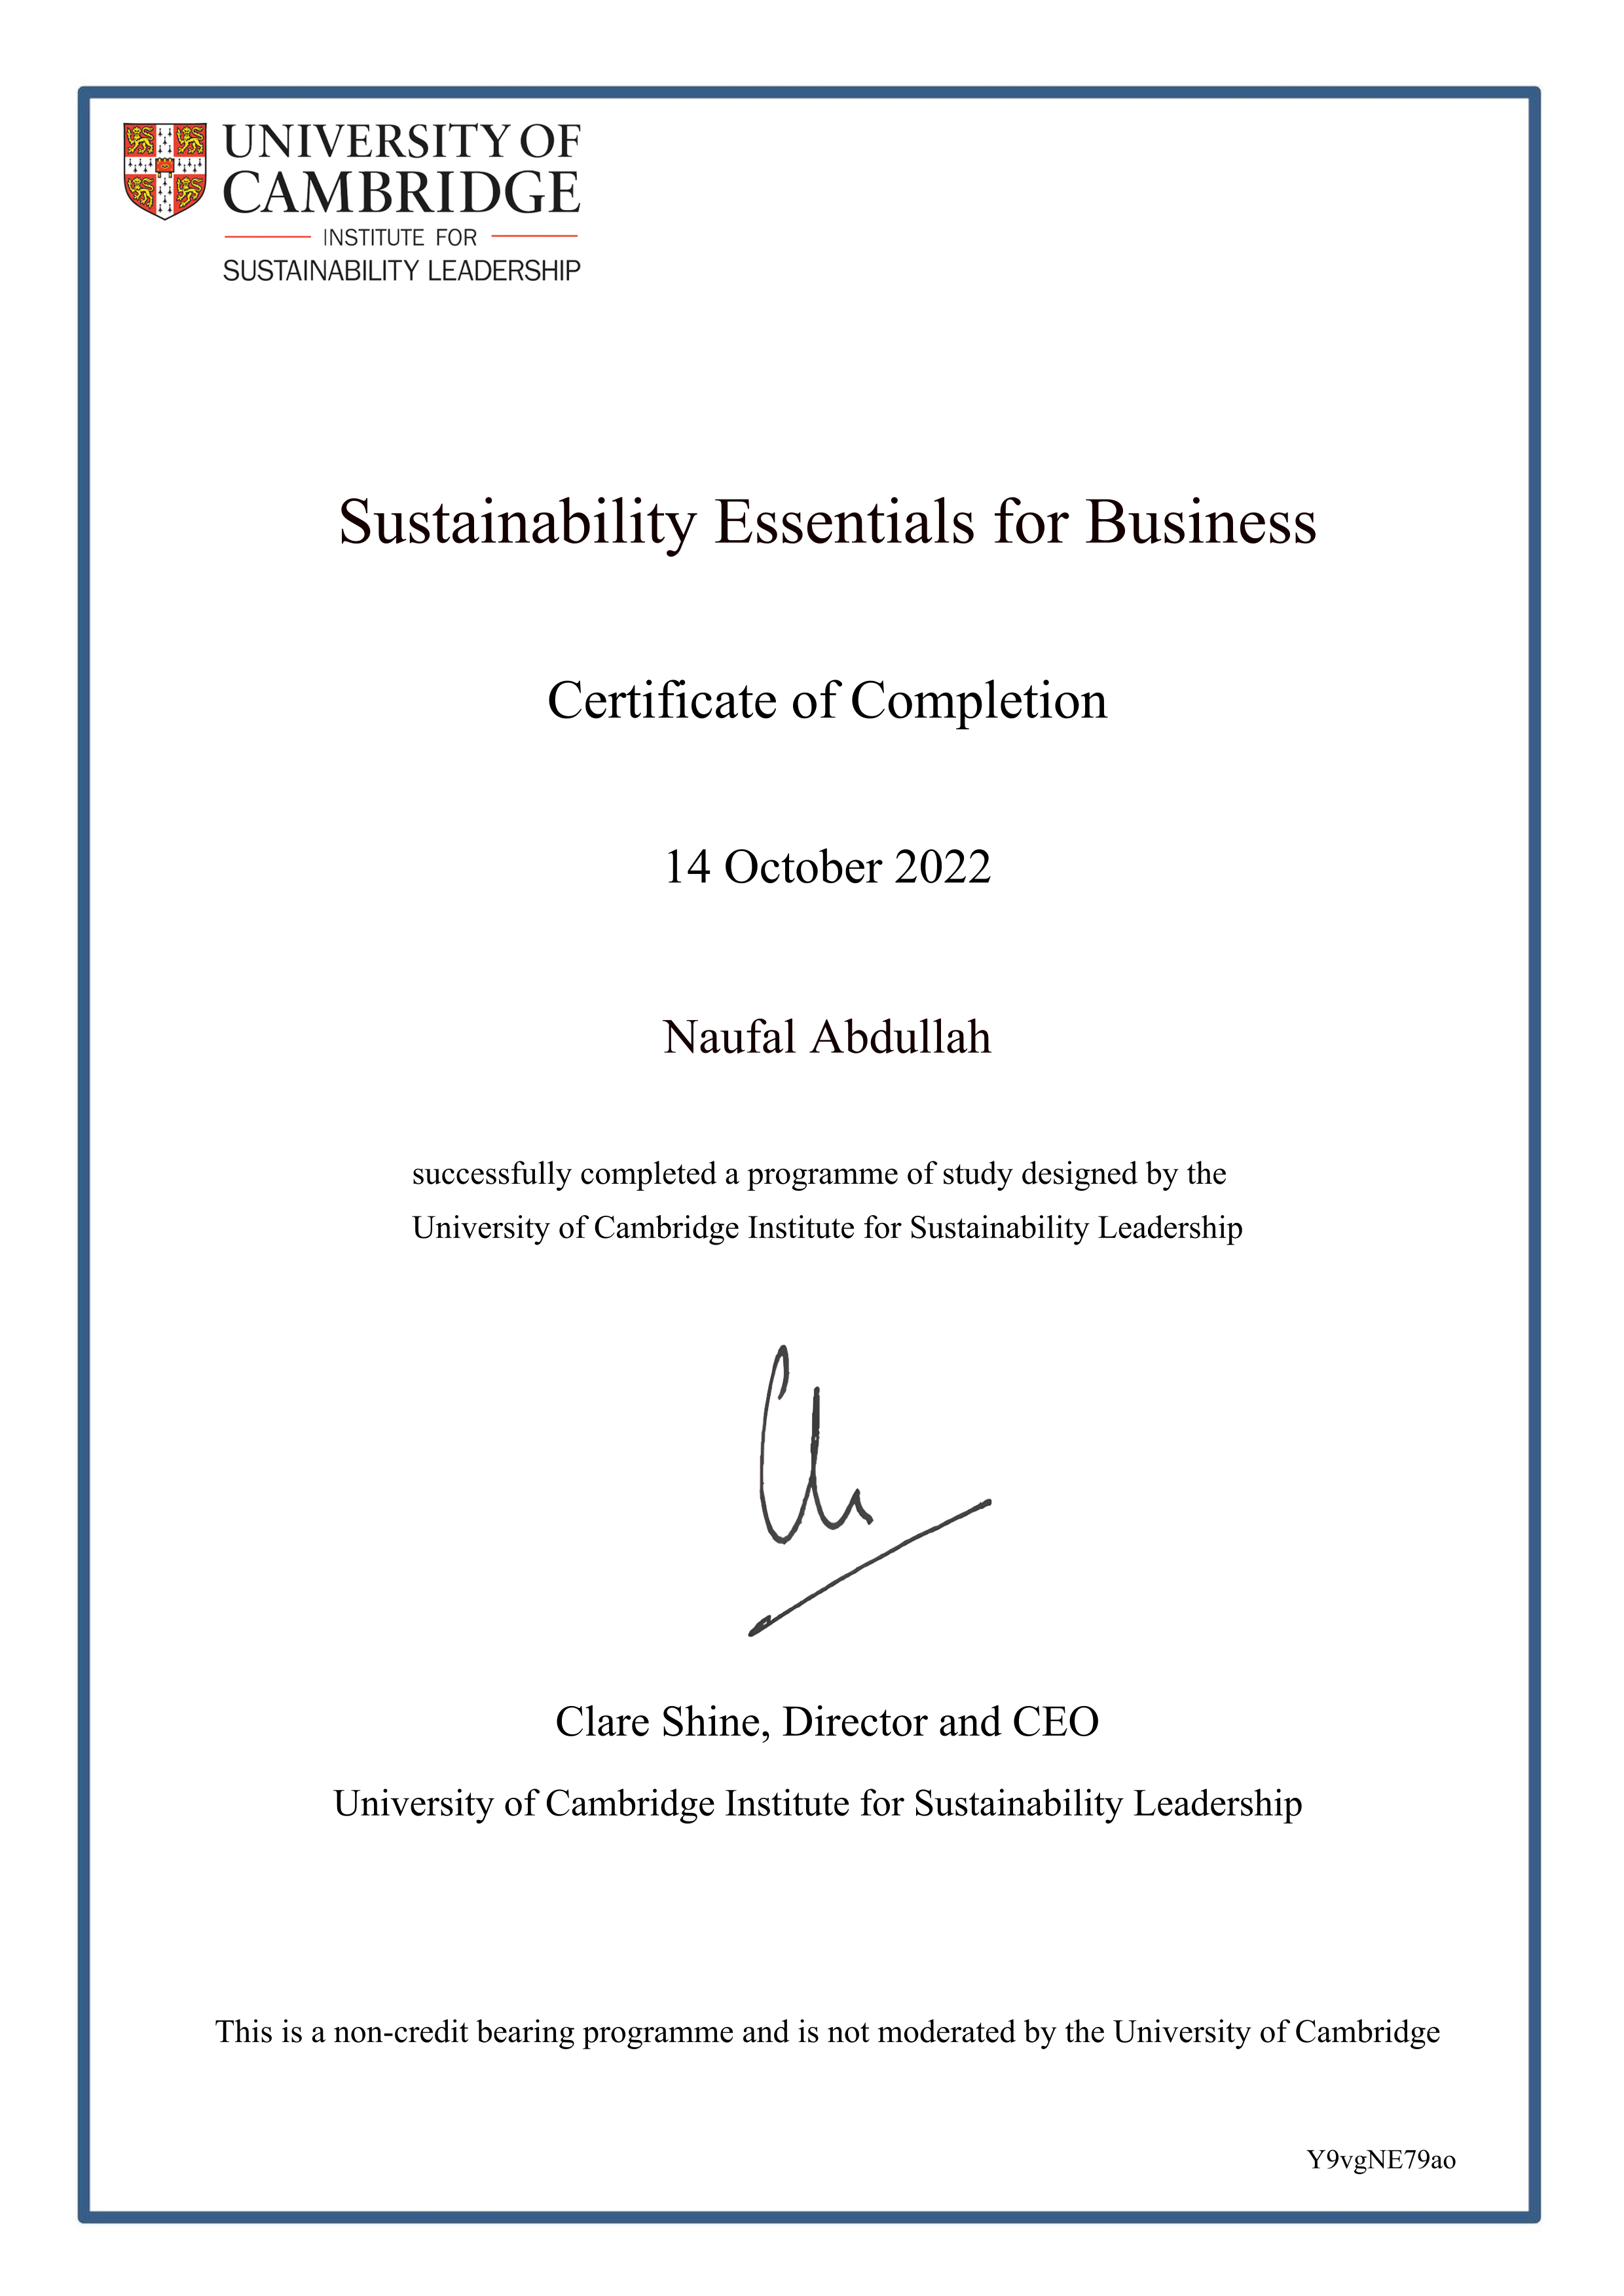 UNIVERSITY OF
CAMBRIDGE
INSTITUTE FOR
SUSTAINABILITY LEADERSHIP
Sustainability Essentials for Business
Certificate of Completion
14 October 2022
Naufal Abdullah
successfully completed a programme of study designed by the
University of Cambridge Institute for Sustainability Leadership
Clare Shine, Director and CEO
University of Cambridge Institute for Sustainability Leadership
This is a non-credit bearing programme and is not moderated by the University of Cambridge
Y9vgNE79ao